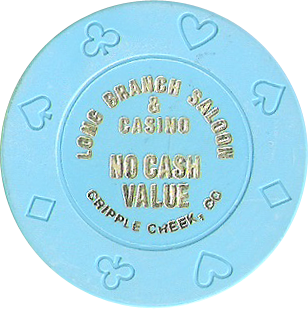 LONG BRANCH SALOON
&
CASINO
NO CASH
VALUE
CRIPPLE CREEK, CO